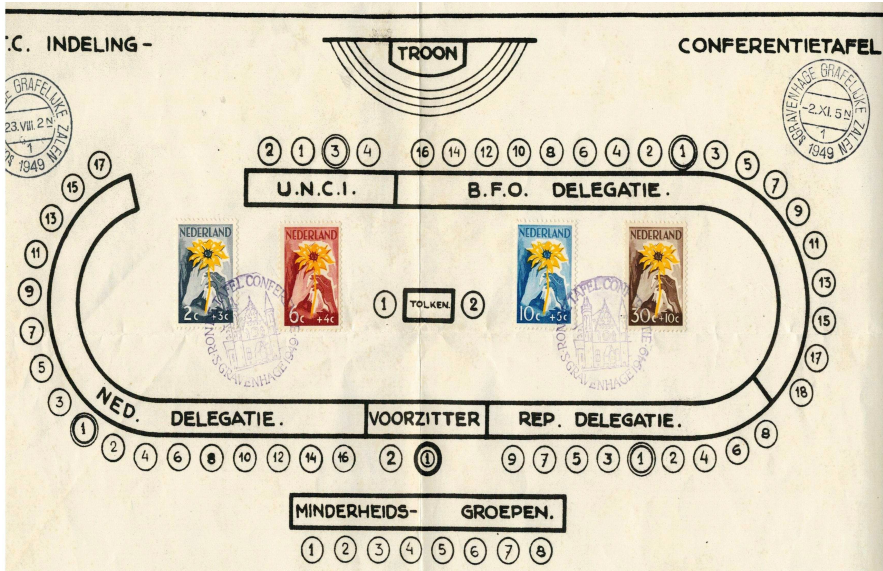 T.C. INDELING -
TROON
CONFERENTIETAFEL
GRAFELIJKE ZALEN
23.VIII. 2 N
1
1949
'S GRAVENHAGE GRAFELIJKE ZALEN
-2.XI. 5 N
1
1949
2 1 3 4
16 14 12 10 8 6 4 2 1 3 5 7 9 11 13 15 17 18
U.N.C.I.
B.F.O. DELEGATIE.
17 15 13 11 9 7 5 3 1 2 4 6 8 10 12 14 16
NEDERLAND
2c +3c
NEDERLAND
6c +4c
NEDERLAND
10c +5c
NEDERLAND
30c +10c
1 TOLKEN. 2
NED. DELEGATIE.
VOORZITTER
REP. DELEGATIE.
2 1
9 7 5 3 1 2 4 6 8
'S GRAVENHAGE 1949
'S GRAVENHAGE 1949
MINDERHEIDS- GROEPEN.
1 2 3 4 5 6 7 8